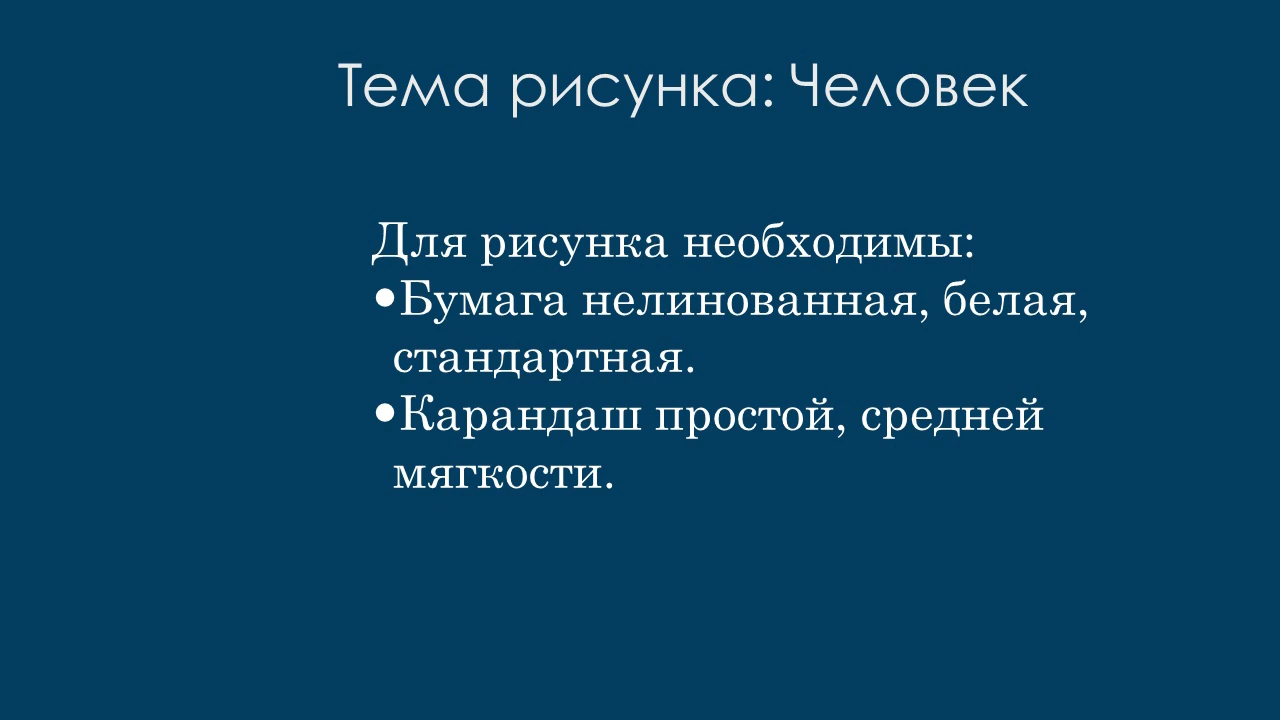 Тема рисунка: Человек
Для рисунка необходимы:
•Бумага нелинованная, белая,
стандартная.
•Карандаш простой, средней
мягкости.